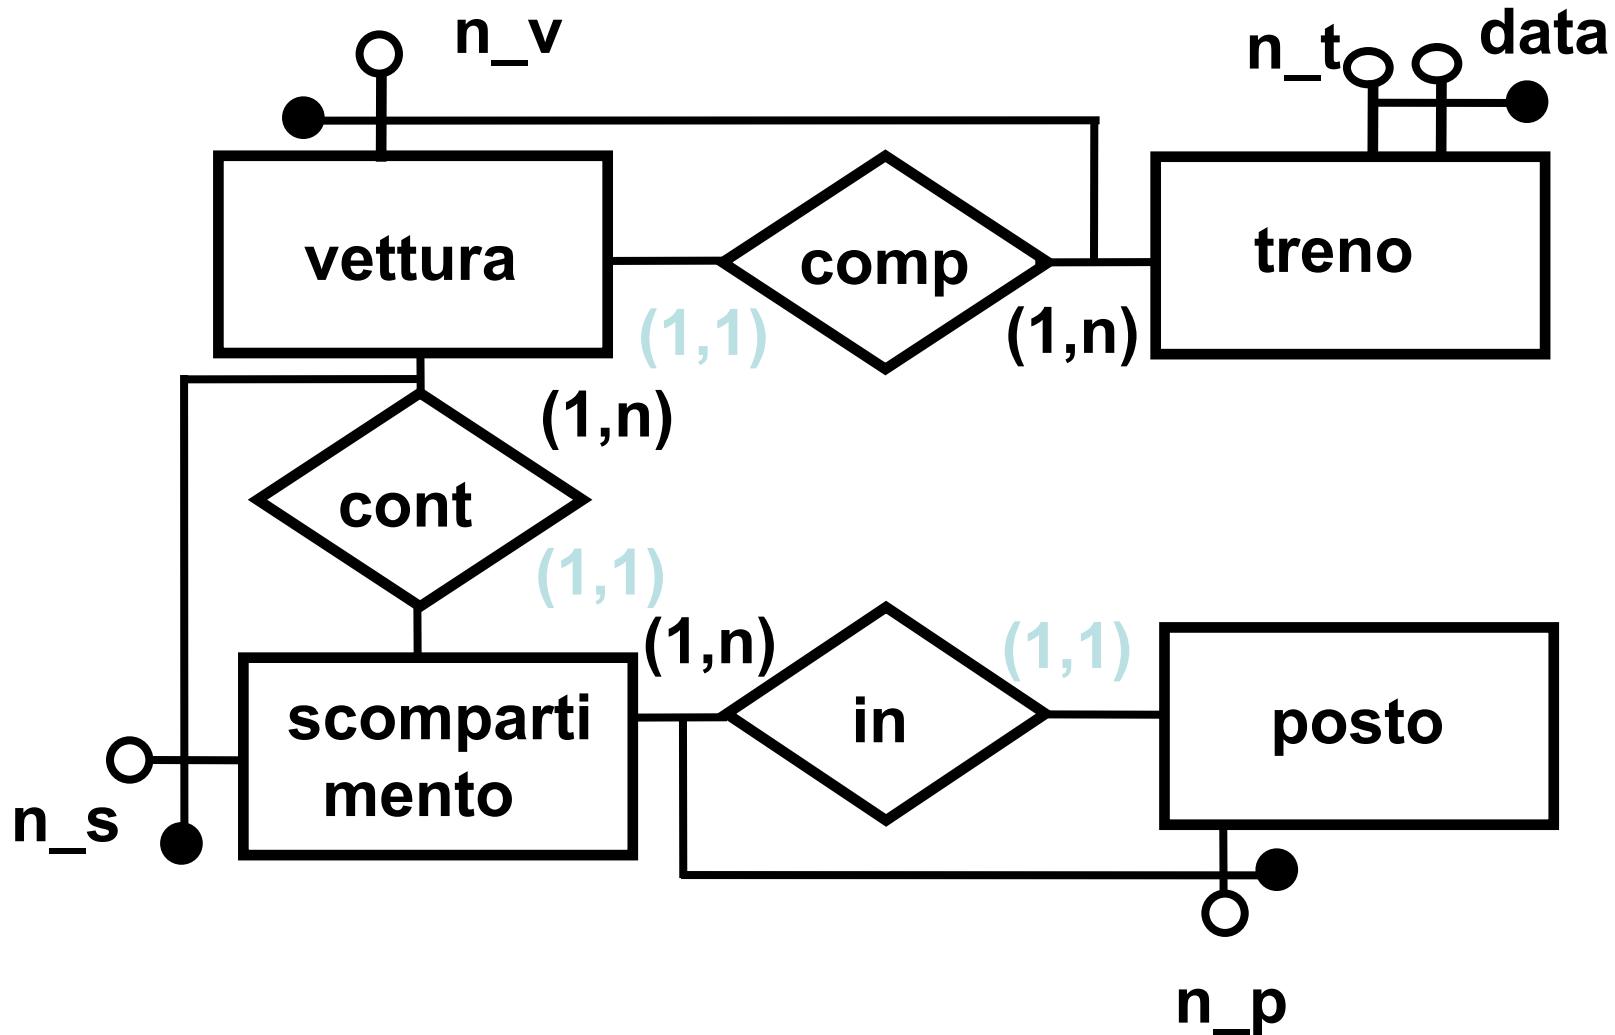 n_v
n_t
data
vettura
comp
treno
(1,1)
(1,n)
(1,n)
cont
(1,1)
(1,n)
(1,1)
scomparti
mento
in
posto
n_s
n_p